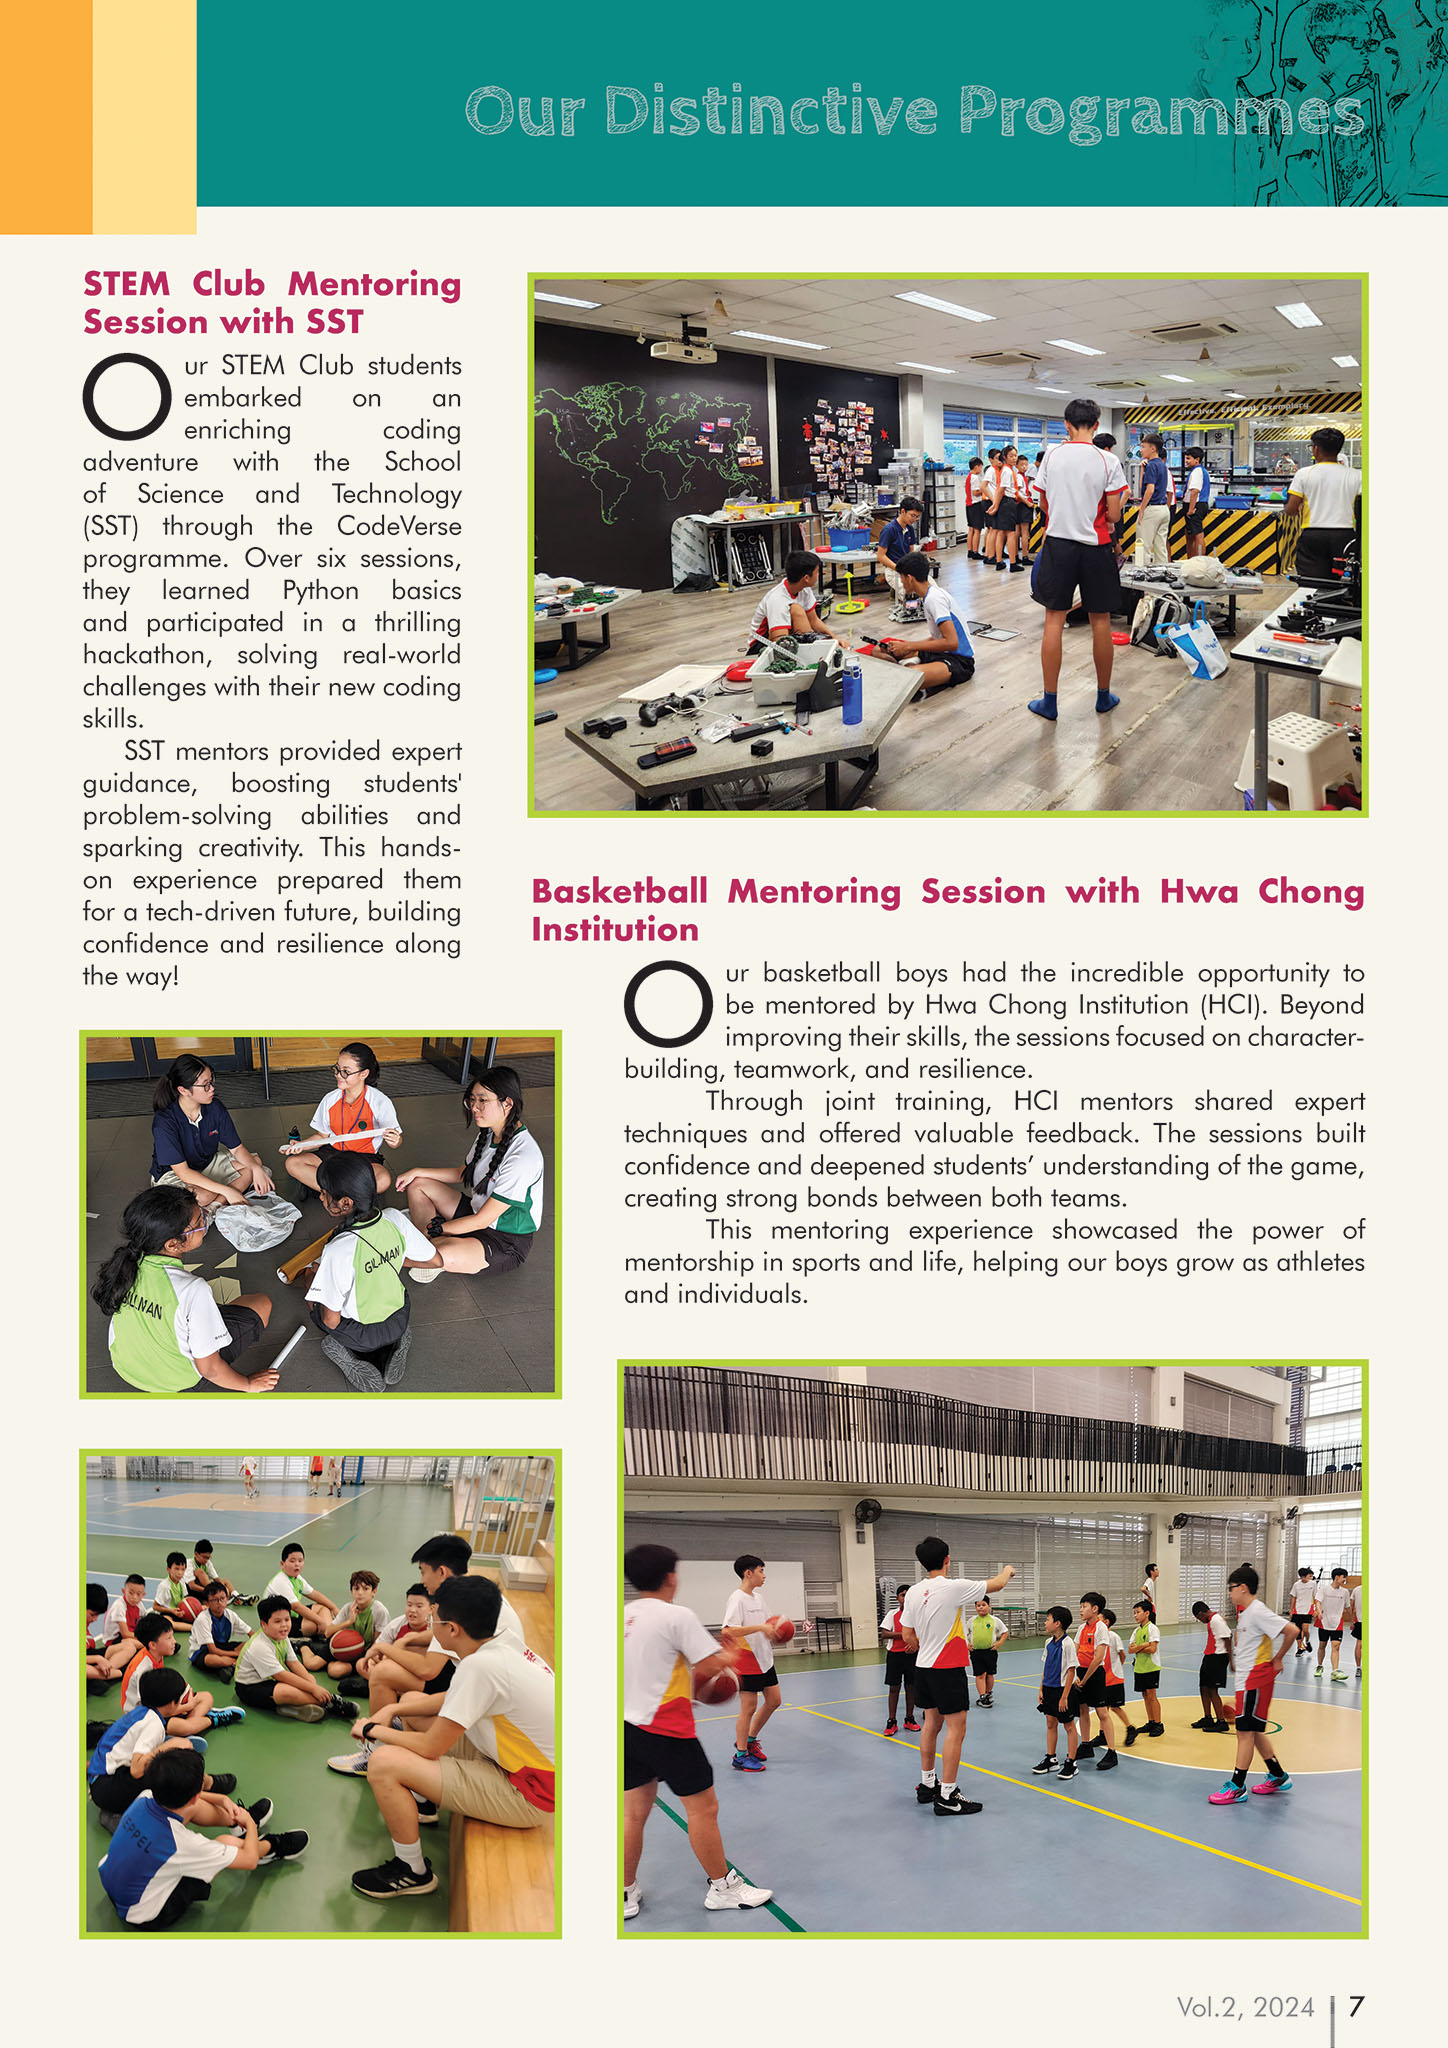 Our Distinctive Programmes
STEM Club Mentoring
Session with SST
Our STEM Club students
embarked on an
enriching coding
adventure with the School
of Science and Technology
(SST) through the CodeVerse
programme. Over six sessions,
they learned Python basics
and participated in a thrilling
hackathon, solving real-world
challenges with their new coding
skills.
SST mentors provided expert
guidance, boosting students'
problem-solving abilities and
sparking creativity. This hands-
on experience prepared them
for a tech-driven future, building
confidence and resilience along
the way!
Effective. Efficient. Exemplary
Basketball Mentoring Session with Hwa Chong
Institution
Our basketball boys had the incredible opportunity to
be mentored by Hwa Chong Institution (HCI). Beyond
improving their skills, the sessions focused on character-
building, teamwork, and resilience.
Through joint training, HCI mentors shared expert
techniques and offered valuable feedback. The sessions built
confidence and deepened students’ understanding of the game,
creating strong bonds between both teams.
This mentoring experience showcased the power of
mentorship in sports and life, helping our boys grow as athletes
and individuals.
GILLMAN
GILLMAN
EPPEL
Vol.2, 2024 7